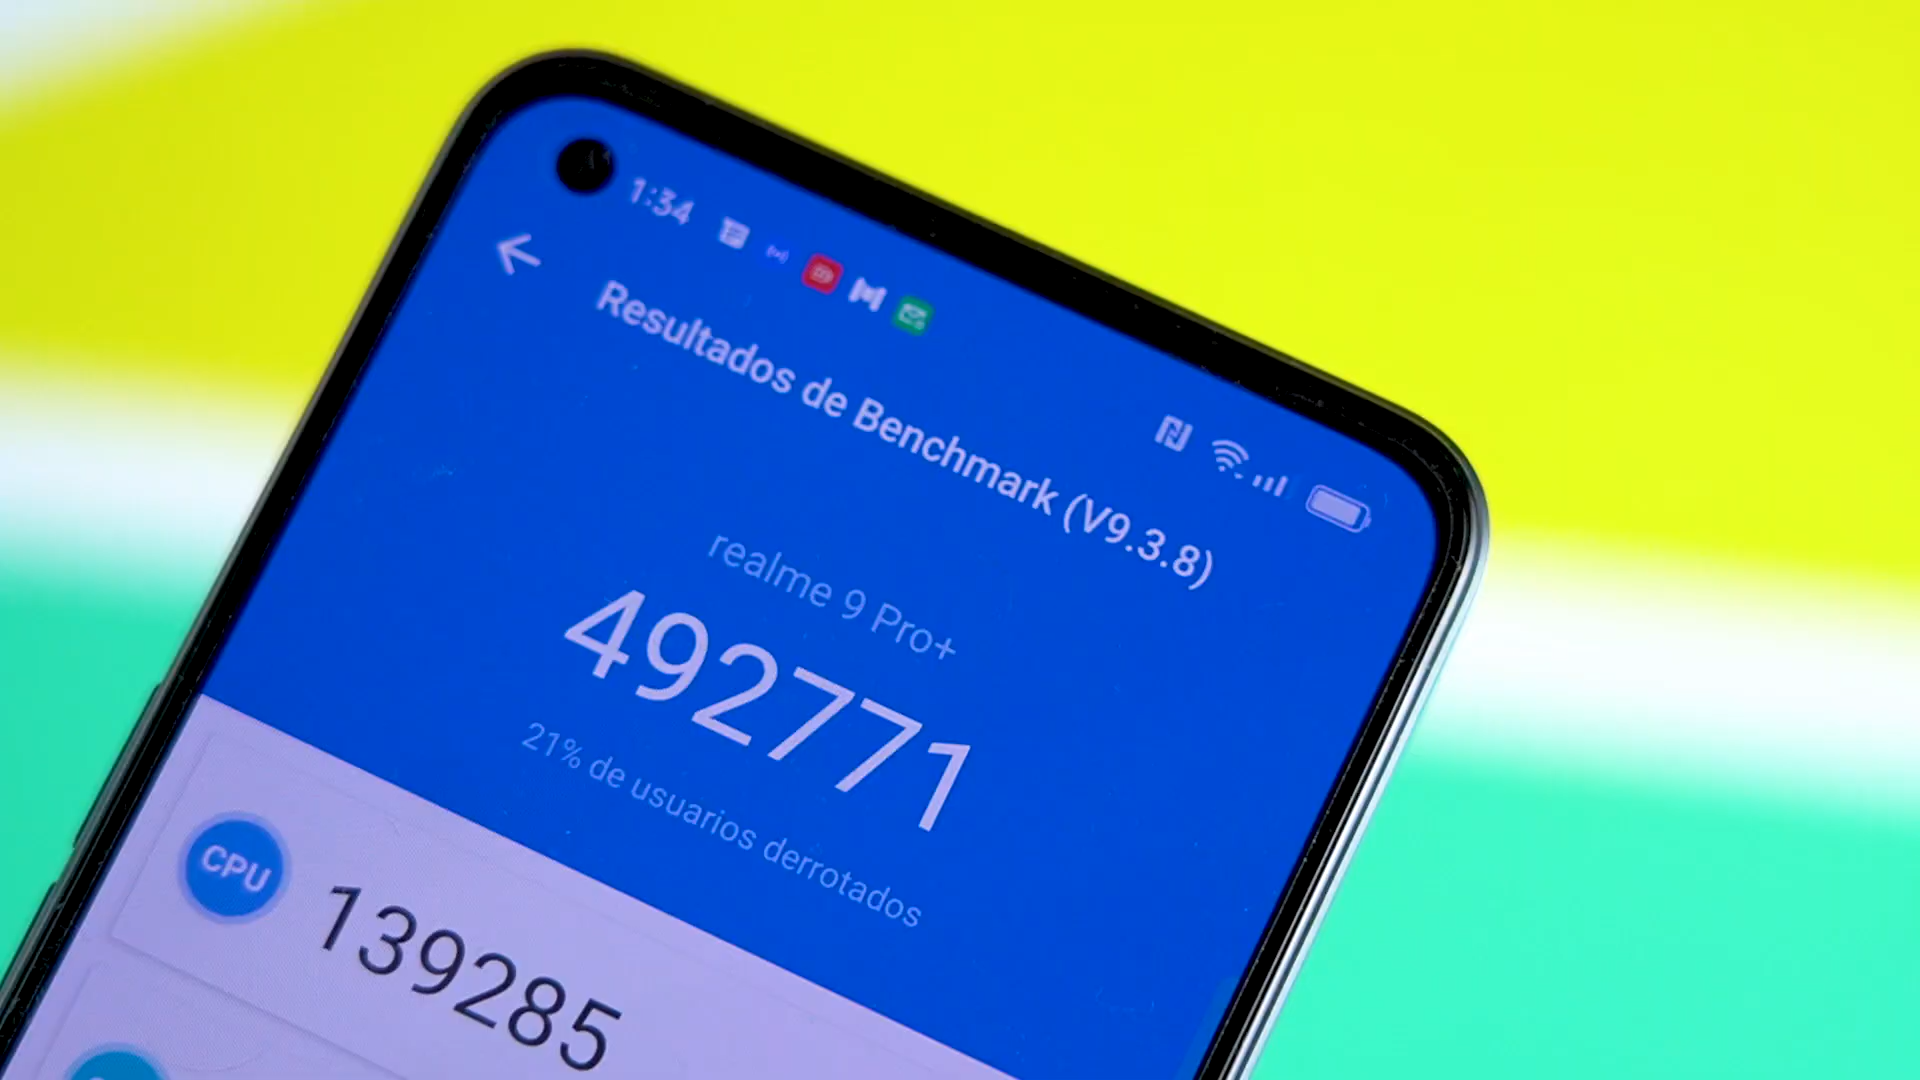 1:34
Resultados de Benchmark (V9.3.8)
realme 9 Pro+
492771
21% de usuarios derrotados
CPU
139285